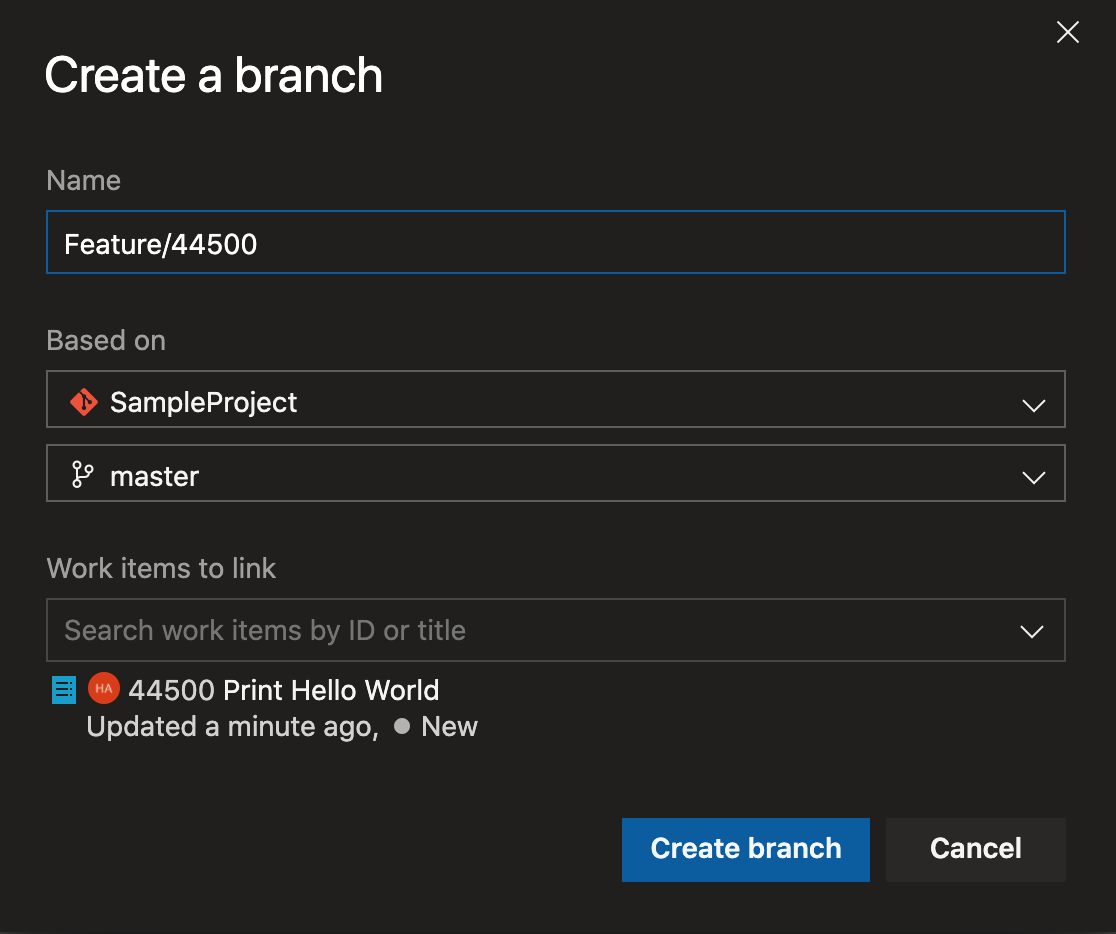 Create a branch
Name
Feature/44500
Based on
SampleProject
master
Work items to link
Search work items by ID or title
HA 44500 Print Hello World
Updated a minute ago, New
Create branch Cancel